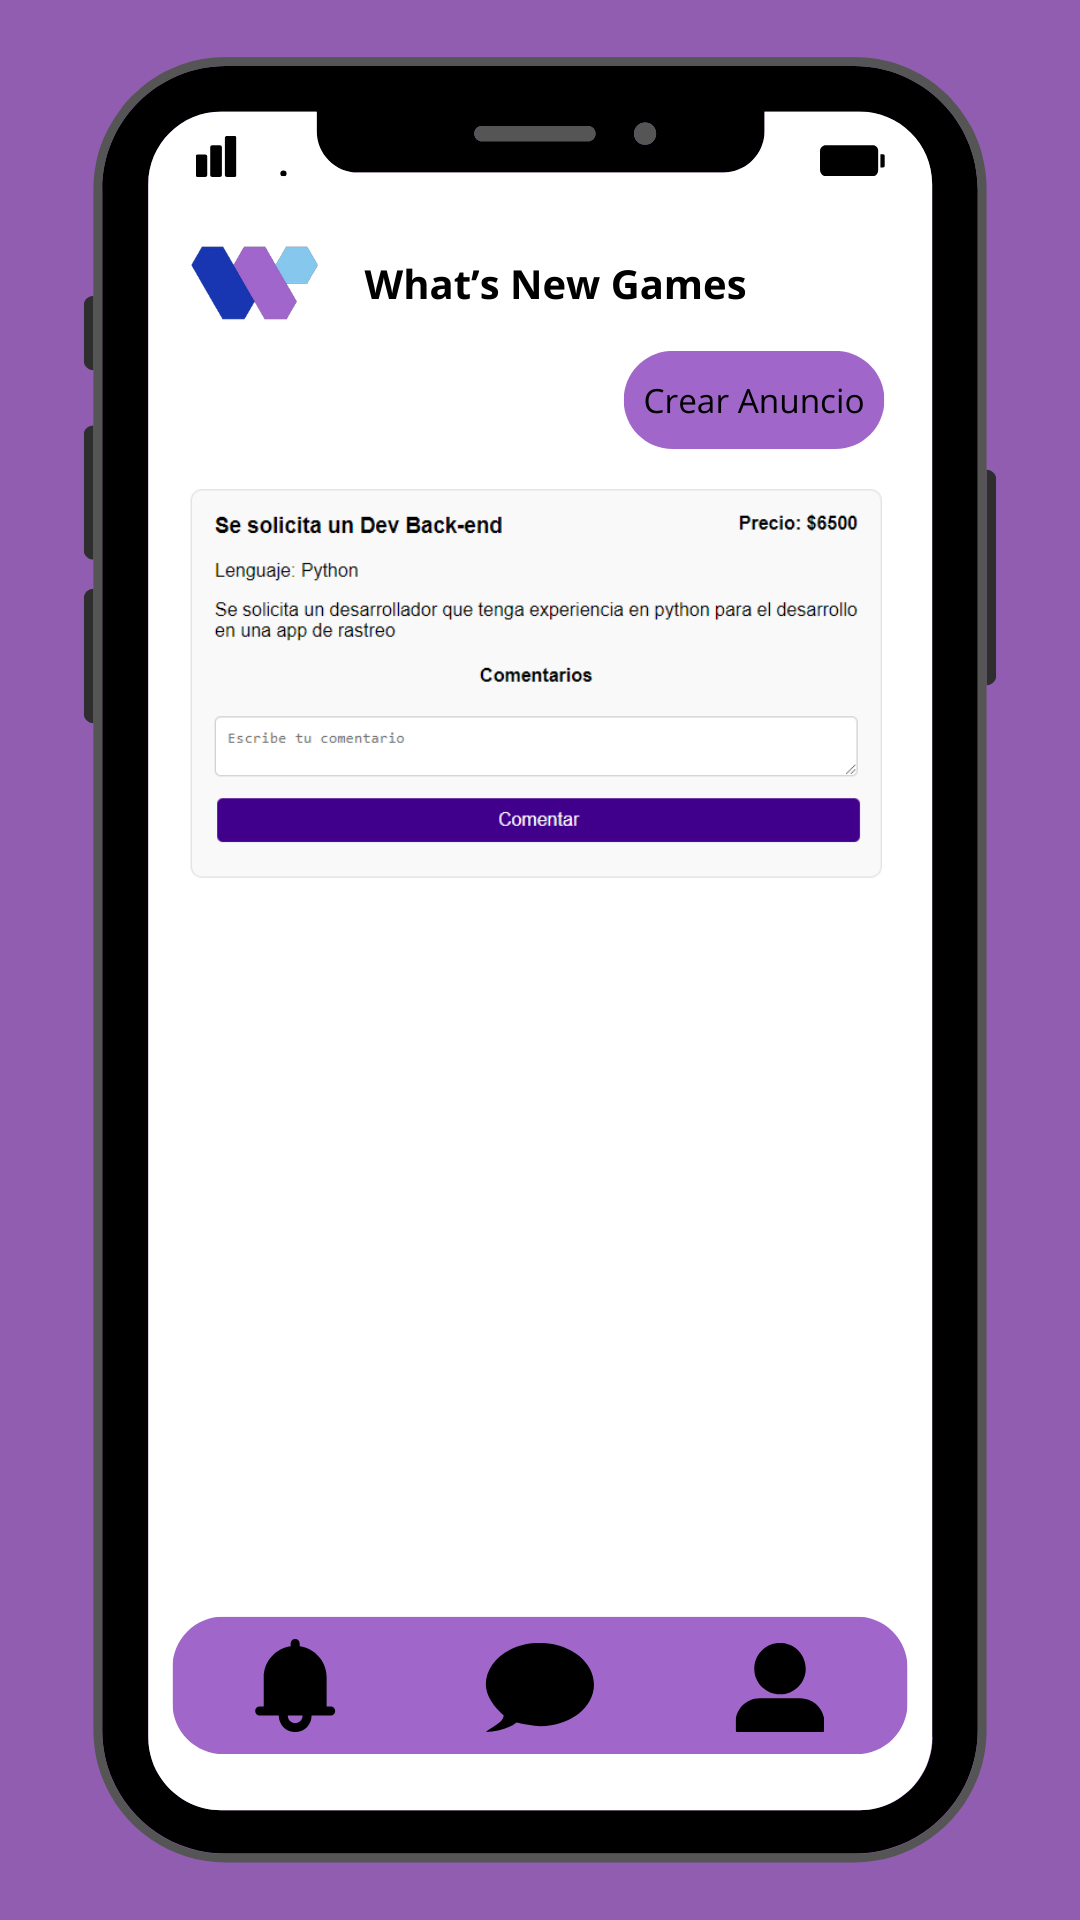 What's New Games
Crear Anuncio
Se solicita un Dev Back-end
Precio: $6500
Lenguaje: Python
Se solicita un desarrollador que tenga experiencia en python para el desarrollo
en una app de rastreo
Comentarios
Escribe tu comentario
Comentar